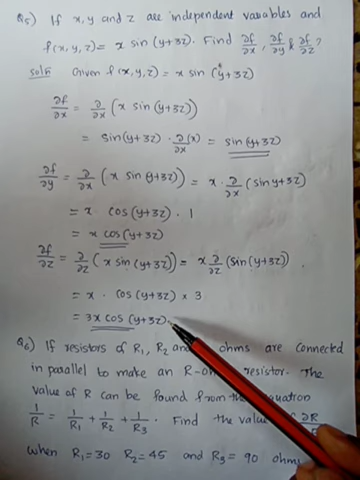 Q5) If x, y and z are independent variables and
f(x, y, z) = x sin (y+3z). Find ∂f/∂x, ∂f/∂y & ∂f/∂z ?
soln Given f(x, y, z) = x sin (y+3z)
∂f/∂x = ∂/∂x (x sin (y+3z))
= sin(y+3z) · ∂/∂x (x) = sin(y+3z)
∂f/∂y = ∂/∂x (x sin (y+3z)) = x · ∂/∂x (sin y+3z)
= x · cos(y+3z) · 1
= x cos(y+3z)
∂f/∂z = ∂/∂z (x sin(y+3z)) = x ∂/∂z (sin(y+3z))
= x · cos(y+3z) × 3
= 3x cos(y+3z).
Q6) If resistors of R1, R2 and ohms are connected
in parallel to make an R-o resistor. The
value of R can be found from the equation
1/R = 1/R1 + 1/R2 + 1/R3. Find the value ∂R
when R1=30 R2=45 and R3=90 ohms